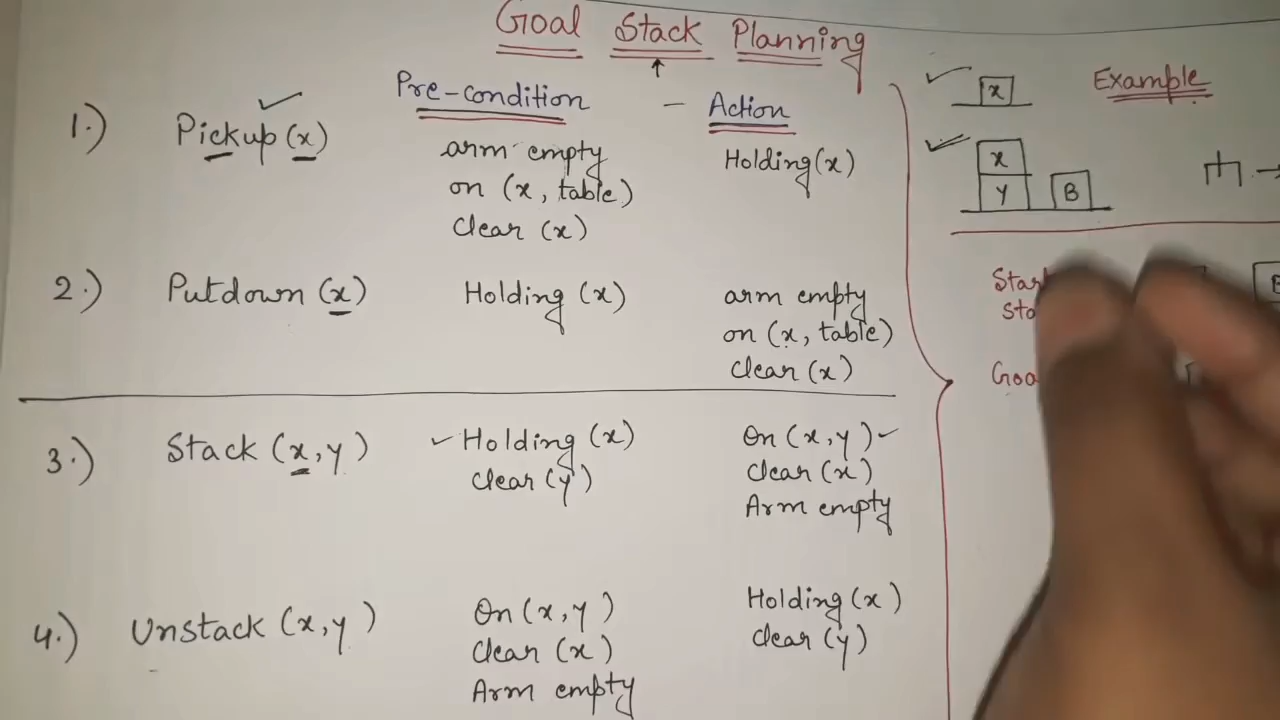 Goal Stack Planning
Pre-condition - Action
1.) Pickup (x) arm empty Holding(x)
on (x, table)
Clear (x)
2.) Putdown (x) Holding (x) arm empty
on (x, table)
Clear (x)
3.) Stack (x,y) Holding (x) On (x,y)
Clear (y) Clear (x)
Arm empty
4.) Unstack (x,y) On (x,y) Holding (x)
Clear (x) Clear (y)
Arm empty
Example
x
x
Y B